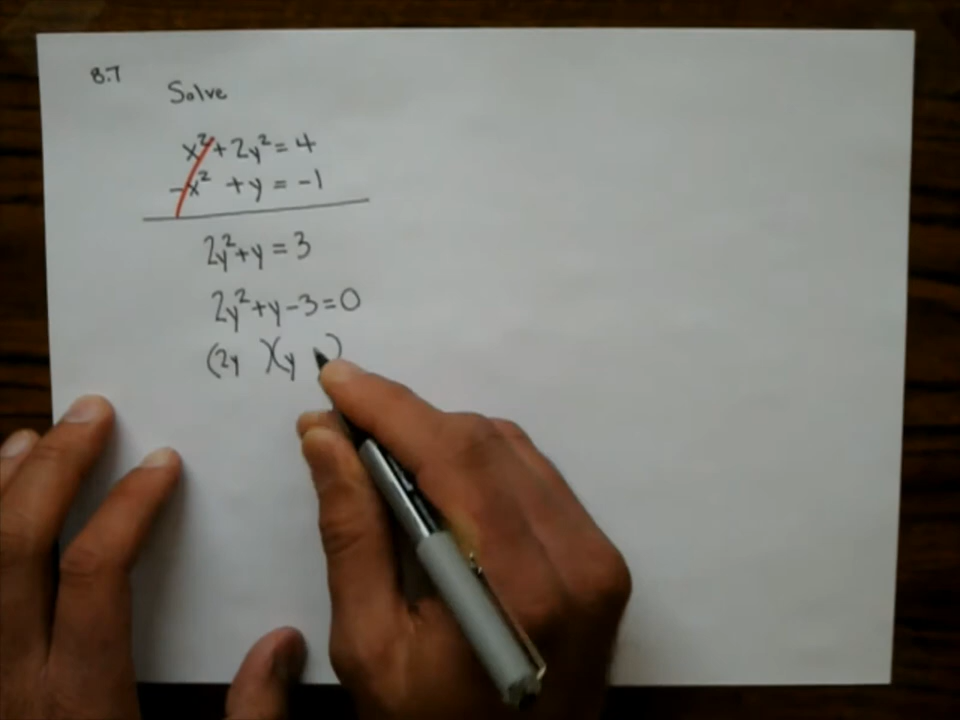 8.7
Solve
x² + 2y² = 4
-x² + y = -1
2y² + y = 3
2y² + y - 3 = 0
(2y )(y )